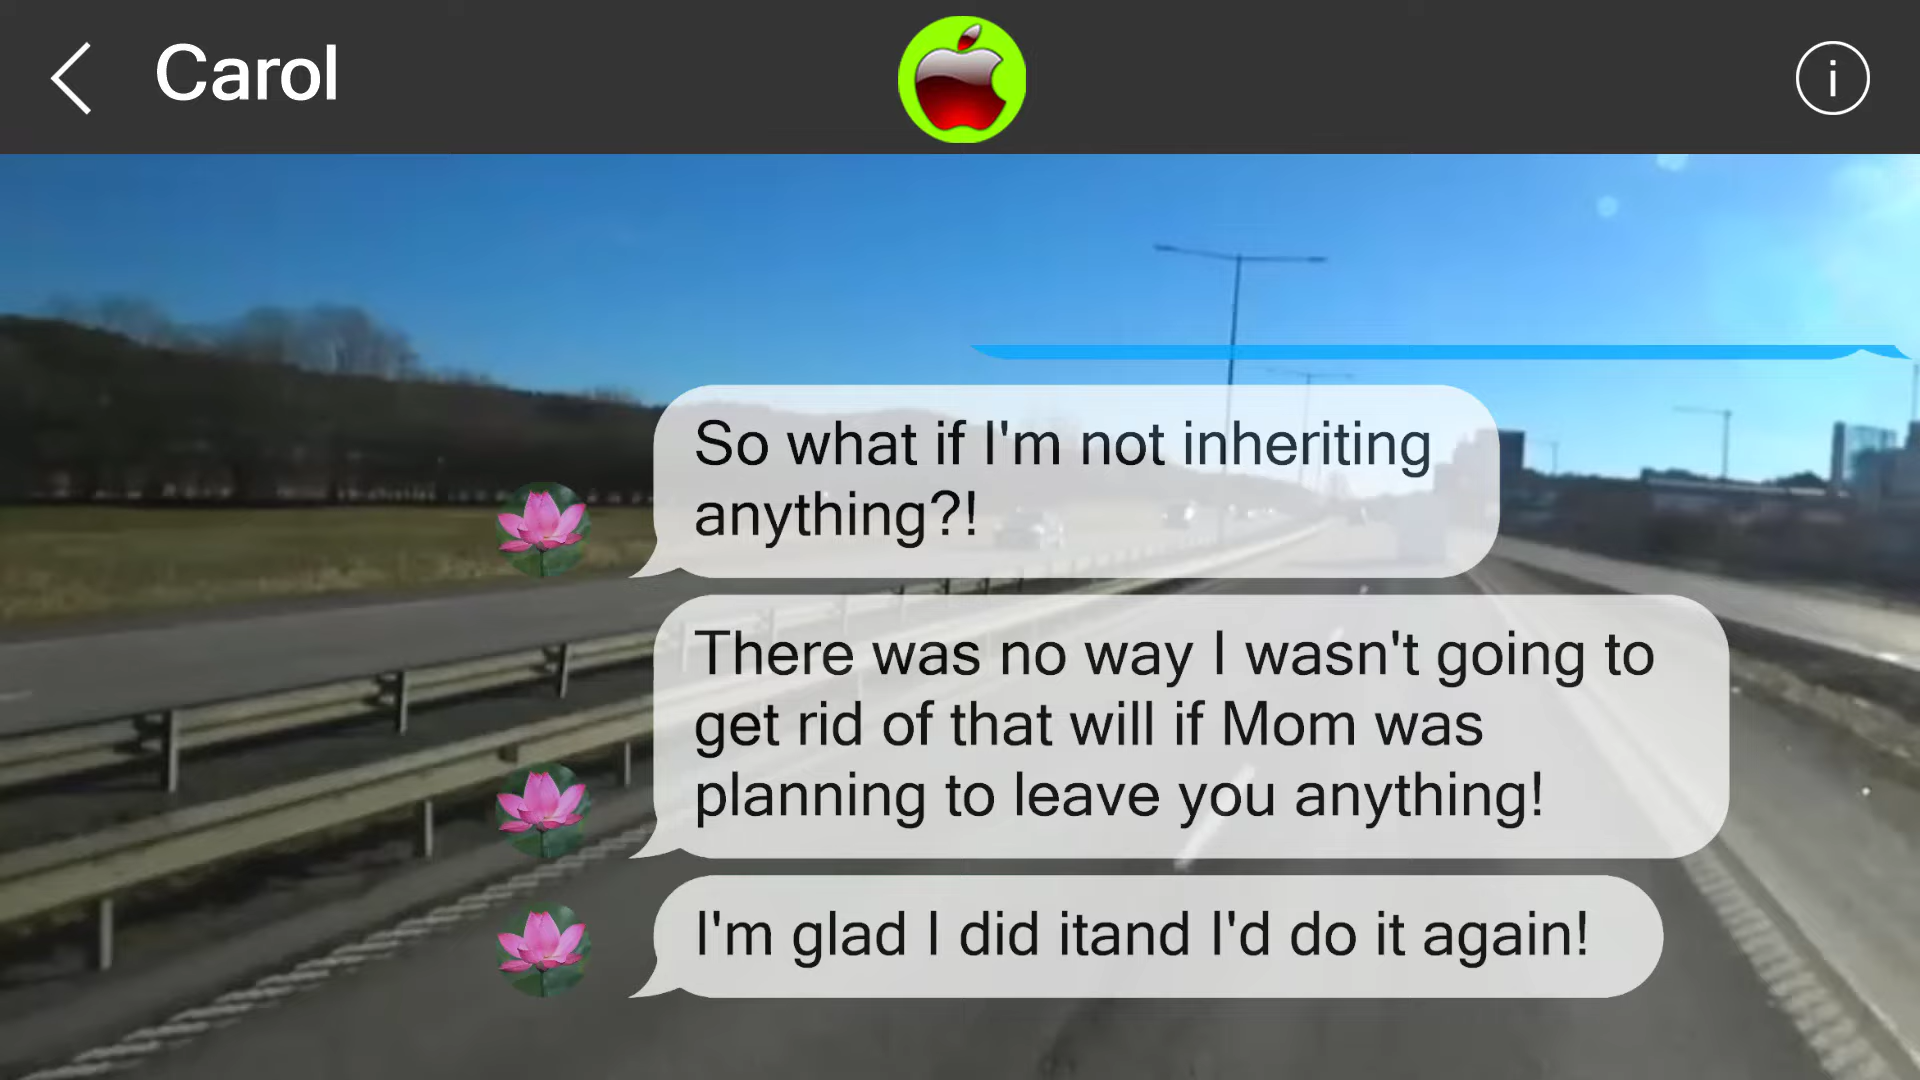 Carol
i
So what if I'm not inheriting
anything?!
There was no way I wasn't going to
get rid of that will if Mom was
planning to leave you anything!
I'm glad I did itand I'd do it again!